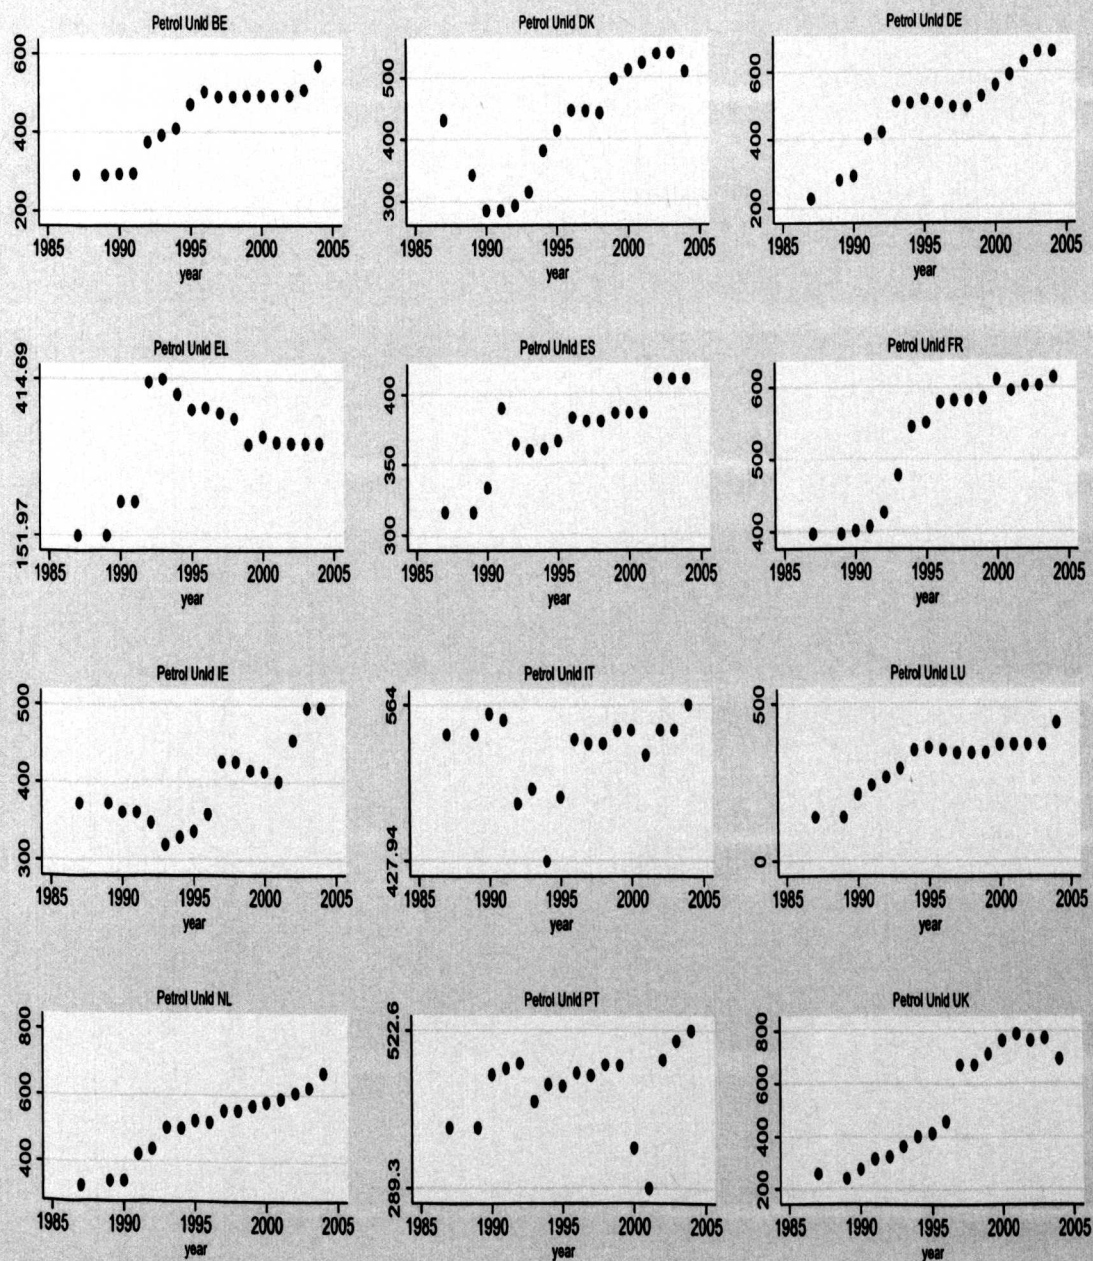 Petrol Unld BE
600
400
200
1985 1990 1995 2000 2005
year
Petrol Unld DK
500
400
300
1985 1990 1995 2000 2005
year
Petrol Unld DE
600
400
200
1985 1990 1995 2000 2005
year
Petrol Unld EL
414.69
151.97
1985 1990 1995 2000 2005
year
Petrol Unld ES
400
350
300
1985 1990 1995 2000 2005
year
Petrol Unld FR
600
500
400
1985 1990 1995 2000 2005
year
Petrol Unld IE
500
400
300
1985 1990 1995 2000 2005
year
Petrol Unld IT
564
427.94
1985 1990 1995 2000 2005
year
Petrol Unld LU
500
0
1985 1990 1995 2000 2005
year
Petrol Unld NL
800
600
400
1985 1990 1995 2000 2005
year
Petrol Unld PT
522.6
289.3
1985 1990 1995 2000 2005
year
Petrol Unld UK
800
600
400
200
1985 1990 1995 2000 2005
year